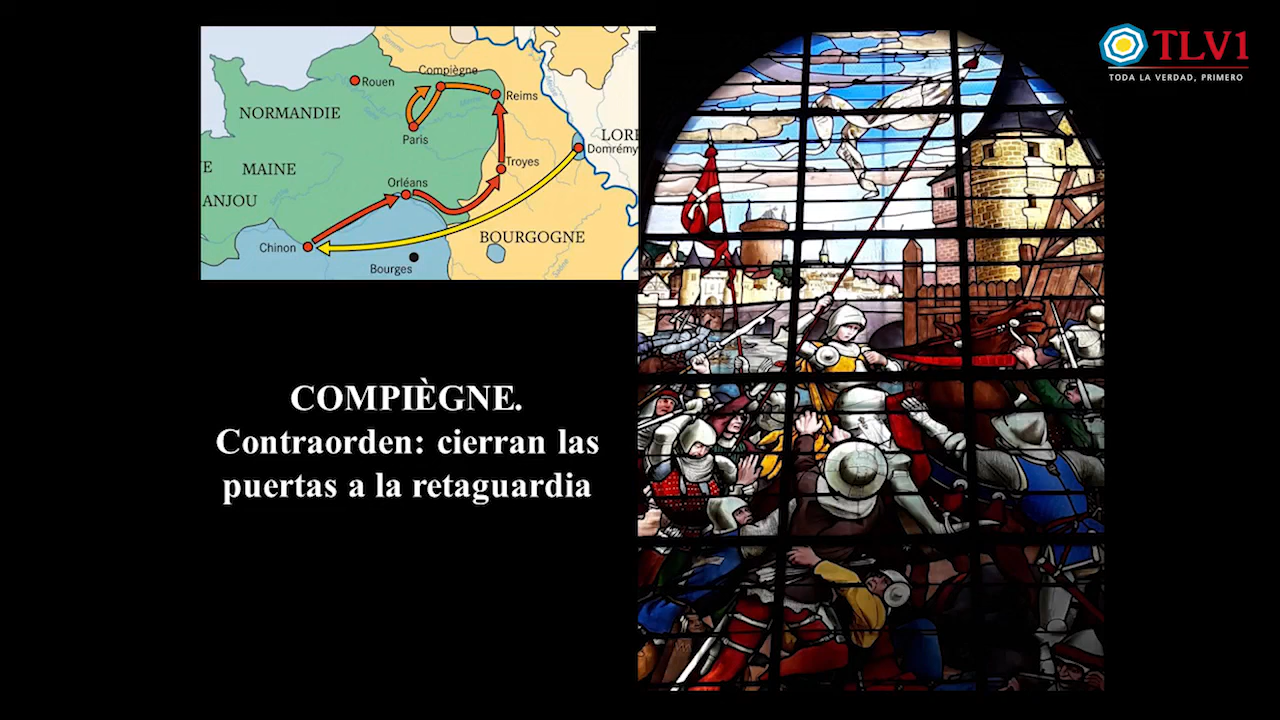 TLV1
TODA LA VERDAD, PRIMERO
Compiègne
Rouen
Reims
NORMANDIE
Paris
LORR
Domrémy
Troyes
E
MAINE
Orléans
ANJOU
BOURGOGNE
Chinon
Bourges
COMPIÈGNE.
Contraorden: cierran las
puertas a la retaguardia